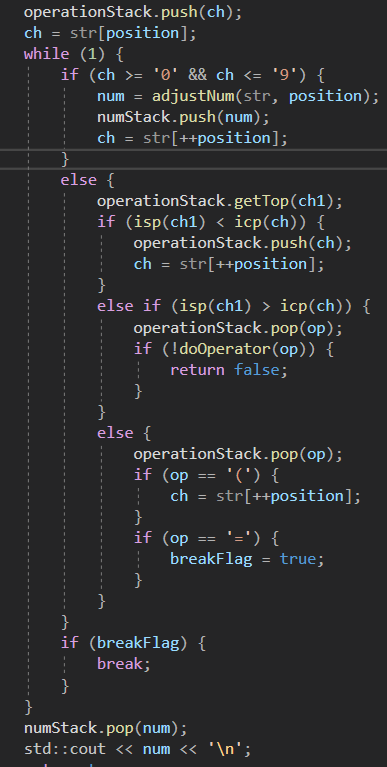 operationStack.push(ch);
ch = str[position];
while (1) {
    if (ch >= '0' && ch <= '9') {
        num = adjustNum(str, position);
        numStack.push(num);
        ch = str[++position];
    }
    else {
        operationStack.getTop(ch1);
        if (isp(ch1) < icp(ch)) {
            operationStack.push(ch);
            ch = str[++position];
        }
        else if (isp(ch1) > icp(ch)) {
            operationStack.pop(op);
            if (!doOperator(op)) {
                return false;
            }
        }
        else {
            operationStack.pop(op);
            if (op == '(') {
                ch = str[++position];
            }
            if (op == '=') {
                breakFlag = true;
            }
        }
    }
    if (breakFlag) {
        break;
    }
}
numStack.pop(num);
std::cout << num << '\n';